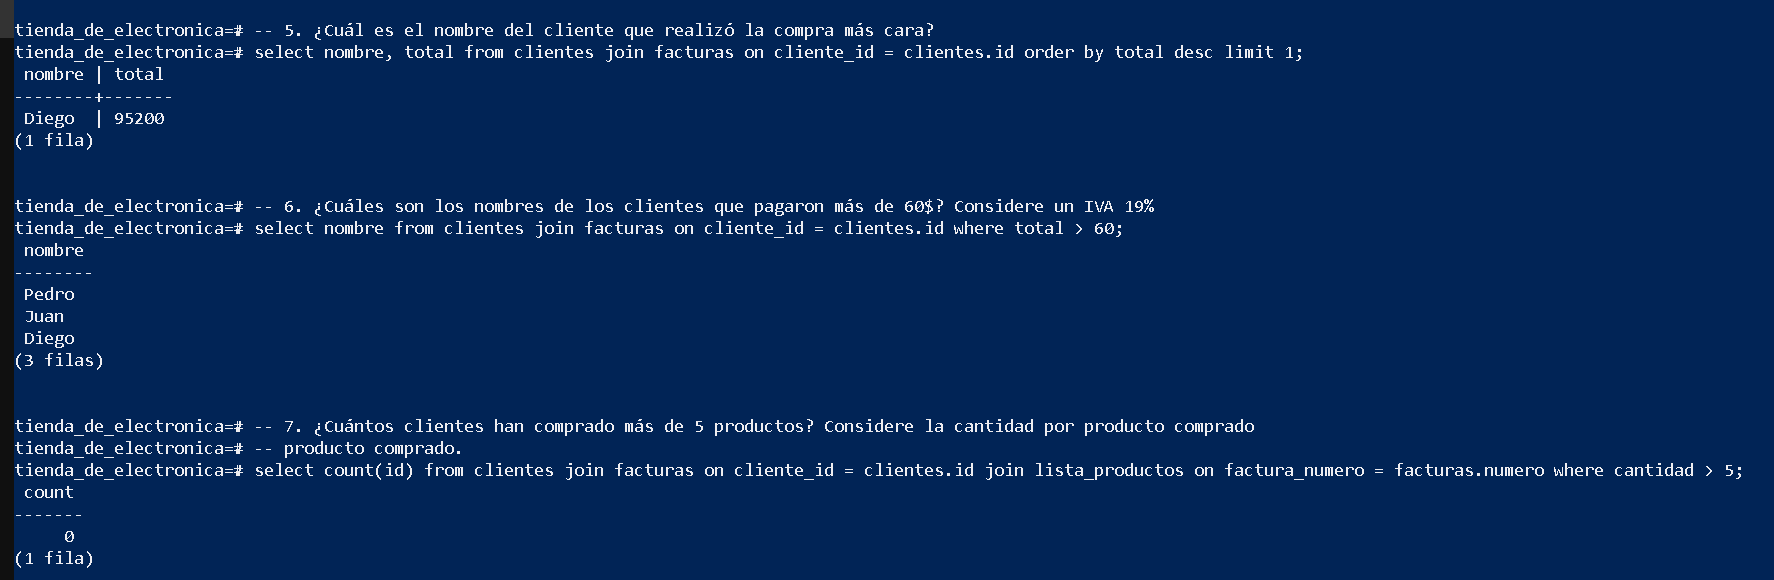 tienda_de_electronica=# -- 5. ¿Cuál es el nombre del cliente que realizó la compra más cara?
tienda_de_electronica=# select nombre, total from clientes join facturas on cliente_id = clientes.id order by total desc limit 1;
 nombre | total
--------+-------
 Diego  | 95200
(1 fila)
tienda_de_electronica=# -- 6. ¿Cuáles son los nombres de los clientes que pagaron más de 60$? Considere un IVA 19%
tienda_de_electronica=# select nombre from clientes join facturas on cliente_id = clientes.id where total > 60;
 nombre
--------
 Pedro
 Juan
 Diego
(3 filas)
tienda_de_electronica=# -- 7. ¿Cuántos clientes han comprado más de 5 productos? Considere la cantidad por producto comprado
tienda_de_electronica=# -- producto comprado.
tienda_de_electronica=# select count(id) from clientes join facturas on cliente_id = clientes.id join lista_productos on factura_numero = facturas.numero where cantidad > 5;
 count
-------
     0
(1 fila)